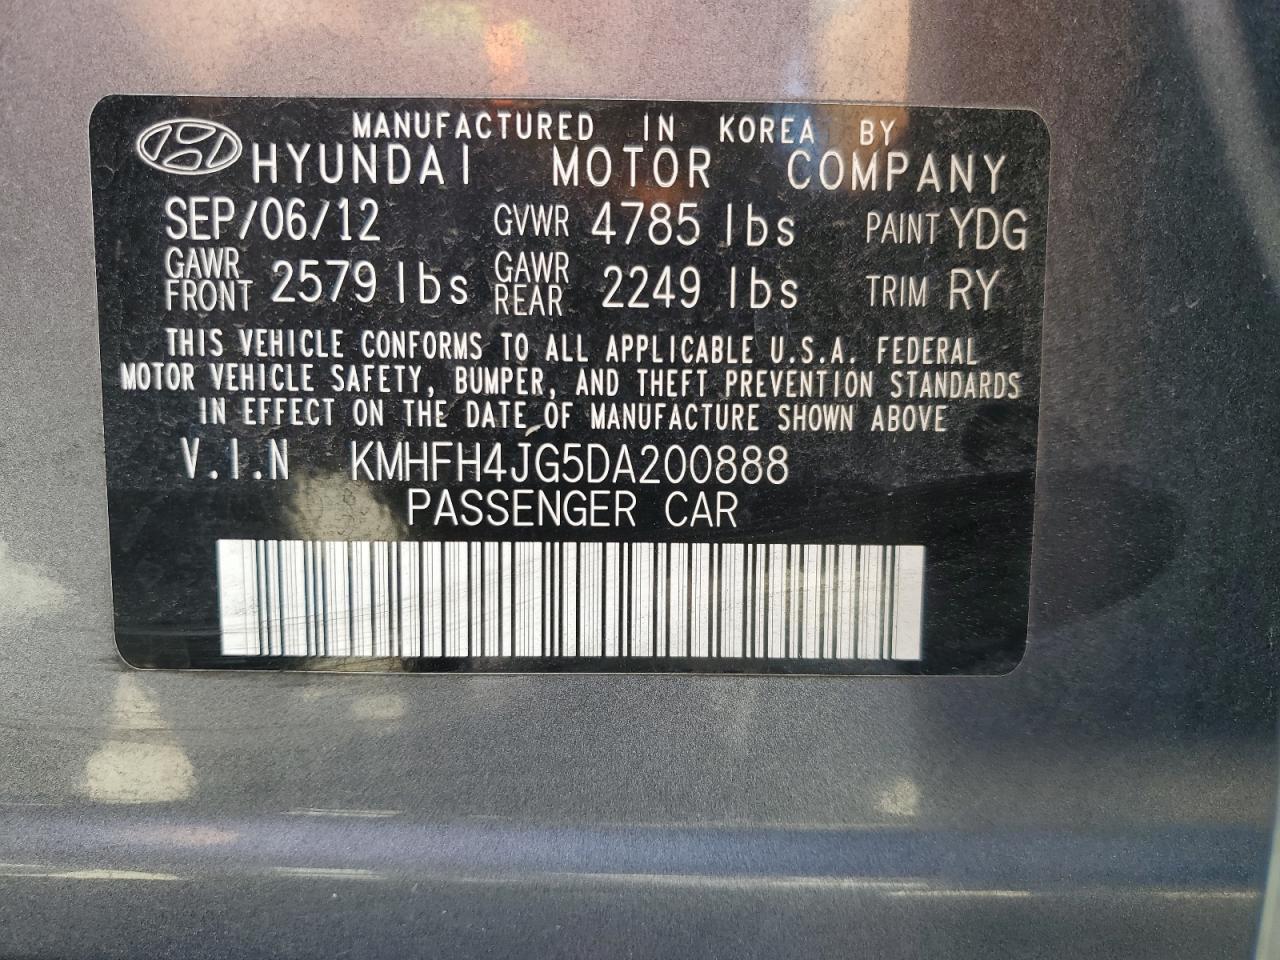 MANUFACTURED IN KOREA BY
HYUNDAI MOTOR COMPANY
SEP/06/12 GVWR 4785 lbs PAINT YDG
GAWR FRONT 2579 lbs GAWR REAR 2249 lbs TRIM RY
THIS VEHICLE CONFORMS TO ALL APPLICABLE U.S.A. FEDERAL
MOTOR VEHICLE SAFETY, BUMPER, AND THEFT PREVENTION STANDARDS
IN EFFECT ON THE DATE OF MANUFACTURE SHOWN ABOVE
V.I.N KMHFH4JG5DA200888
PASSENGER CAR